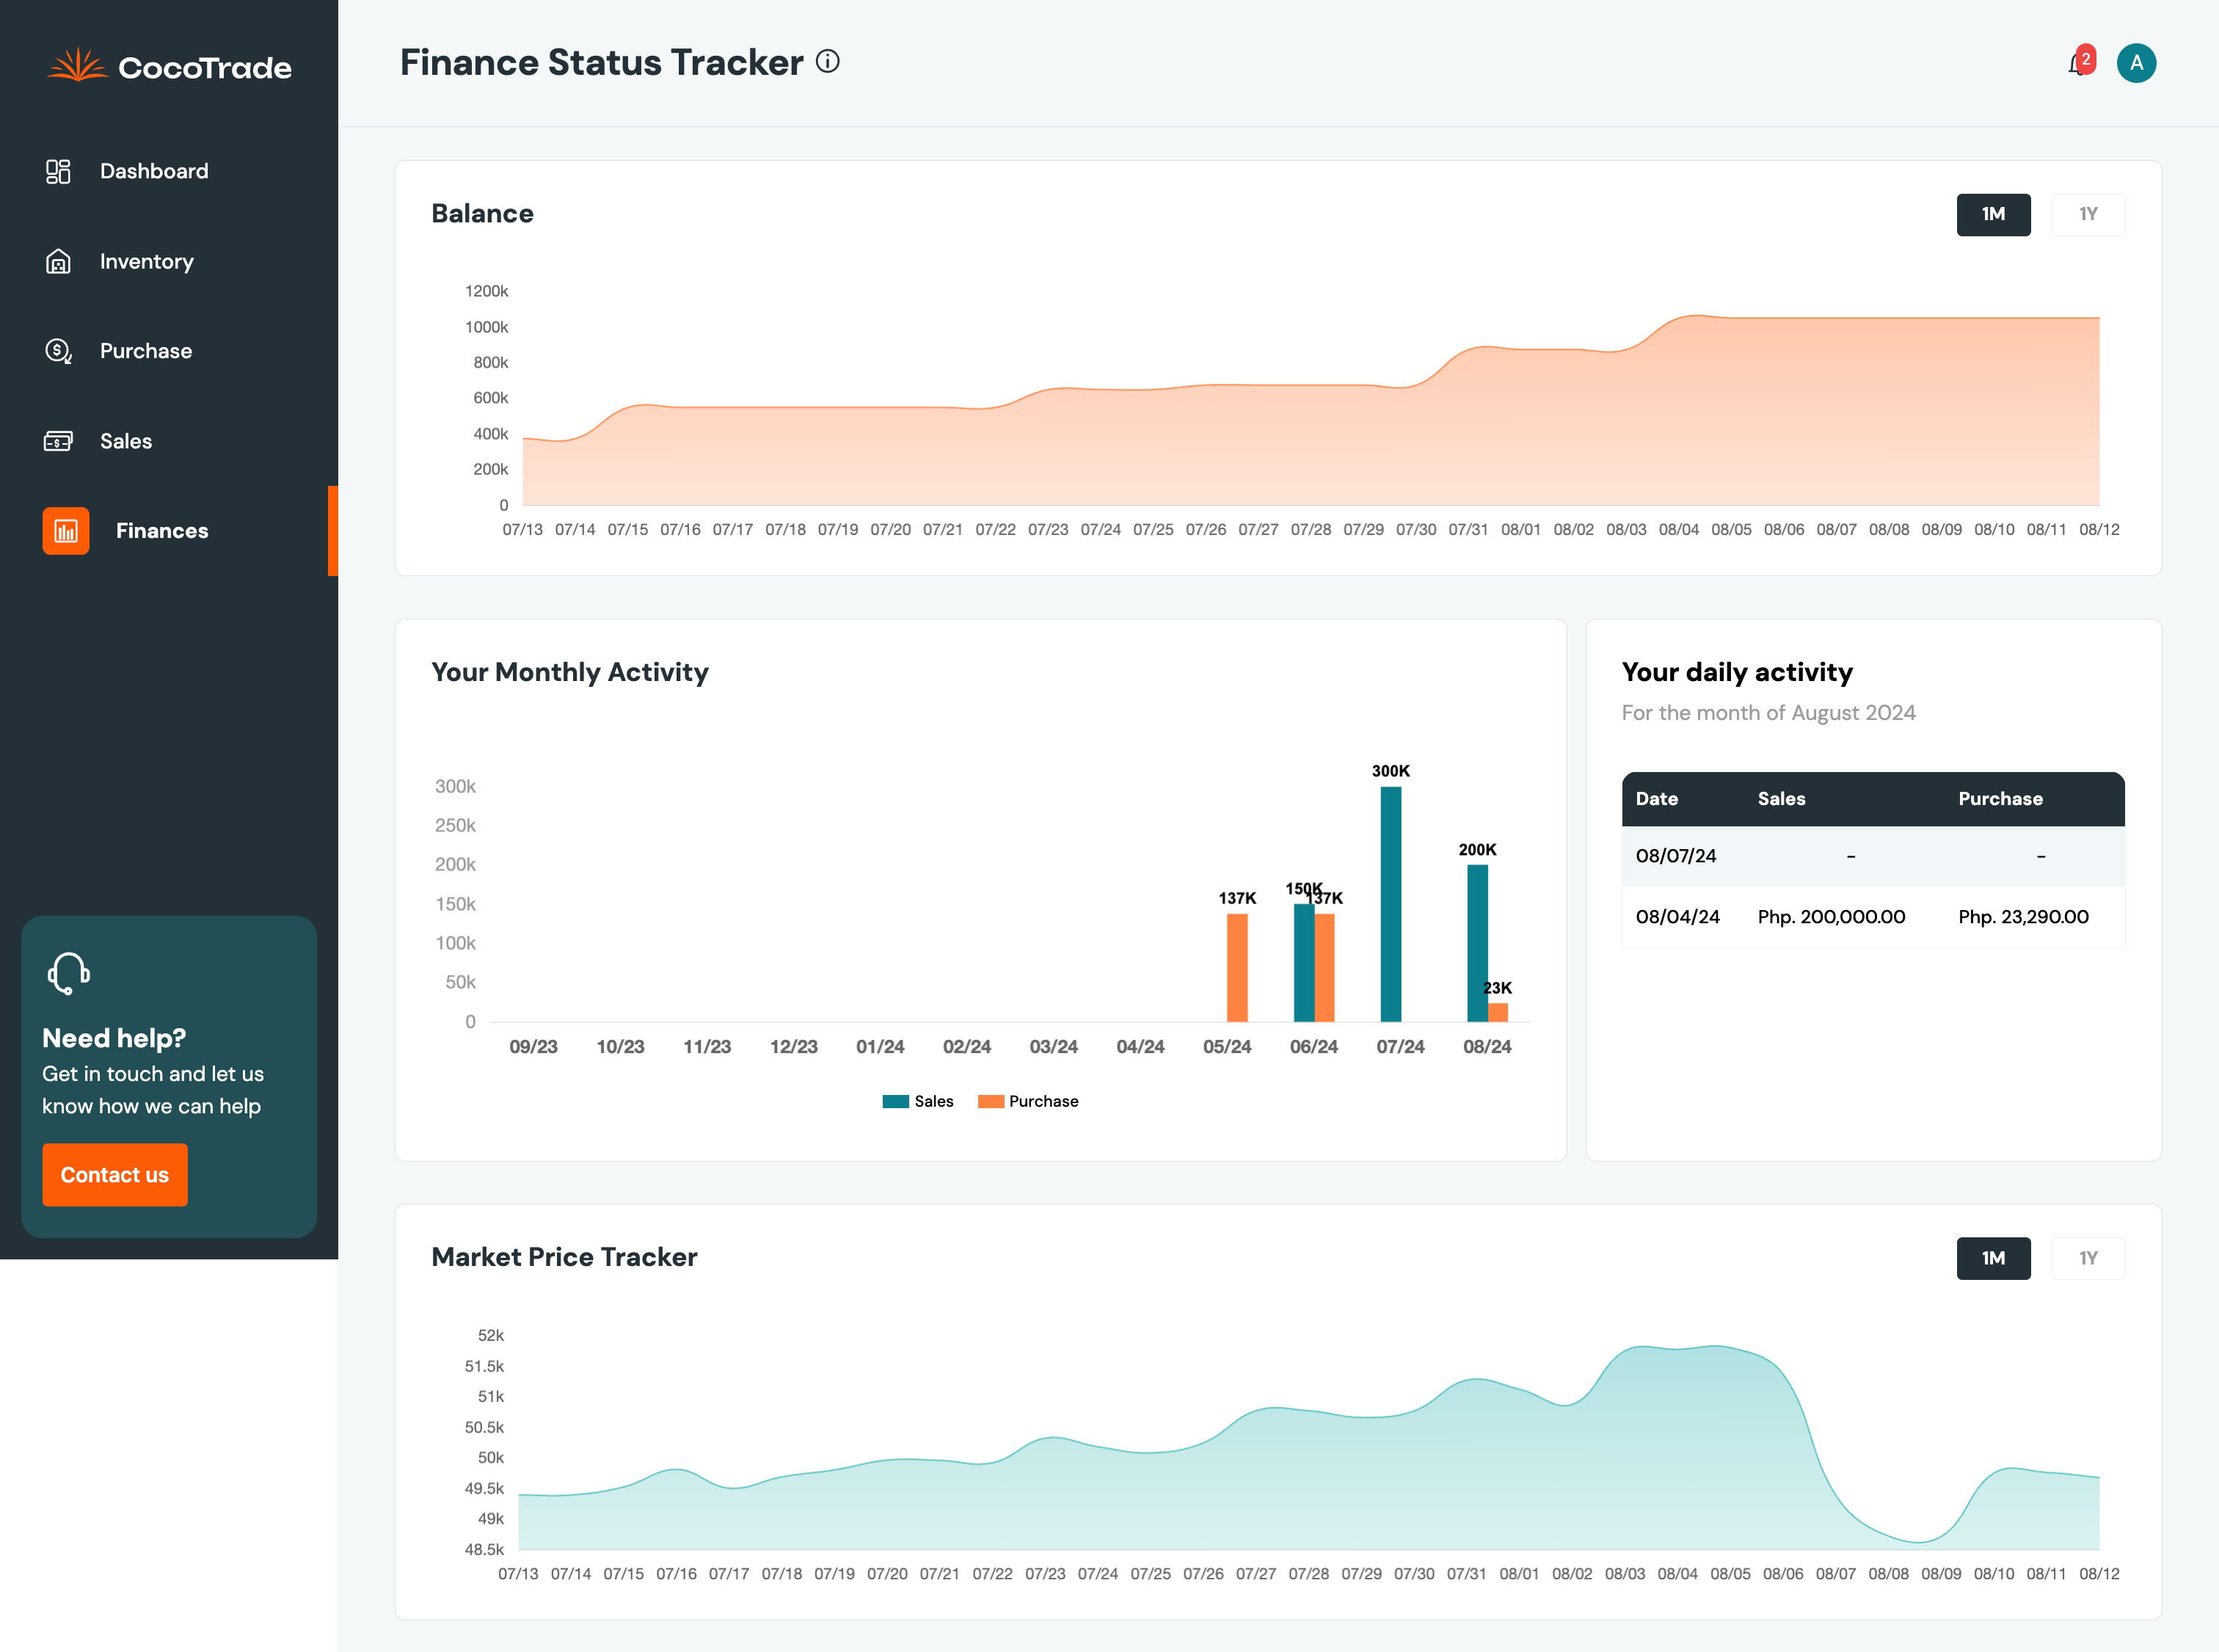 CocoTrade
Dashboard
Inventory
Purchase
Sales
Finances
Need help?
Get in touch and let us
know how we can help
Contact us
Finance Status Tracker
2
A
Balance
1M 1Y
1200k
1000k
800k
600k
400k
200k
0
07/13 07/14 07/15 07/16 07/17 07/18 07/19 07/20 07/21 07/22 07/23 07/24 07/25 07/26 07/27 07/28 07/29 07/30 07/31 08/01 08/02 08/03 08/04 08/05 08/06 08/07 08/08 08/09 08/10 08/11 08/12
Your Monthly Activity
300k
250k
200k
150k
100k
50k
0
137K
150K
137K
300K
200K
23K
09/23 10/23 11/23 12/23 01/24 02/24 03/24 04/24 05/24 06/24 07/24 08/24
Sales Purchase
Your daily activity
For the month of August 2024
Date Sales Purchase
08/07/24 - -
08/04/24 Php. 200,000.00 Php. 23,290.00
Market Price Tracker
1M 1Y
52k
51.5k
51k
50.5k
50k
49.5k
49k
48.5k
07/13 07/14 07/15 07/16 07/17 07/18 07/19 07/20 07/21 07/22 07/23 07/24 07/25 07/26 07/27 07/28 07/29 07/30 07/31 08/01 08/02 08/03 08/04 08/05 08/06 08/07 08/08 08/09 08/10 08/11 08/12